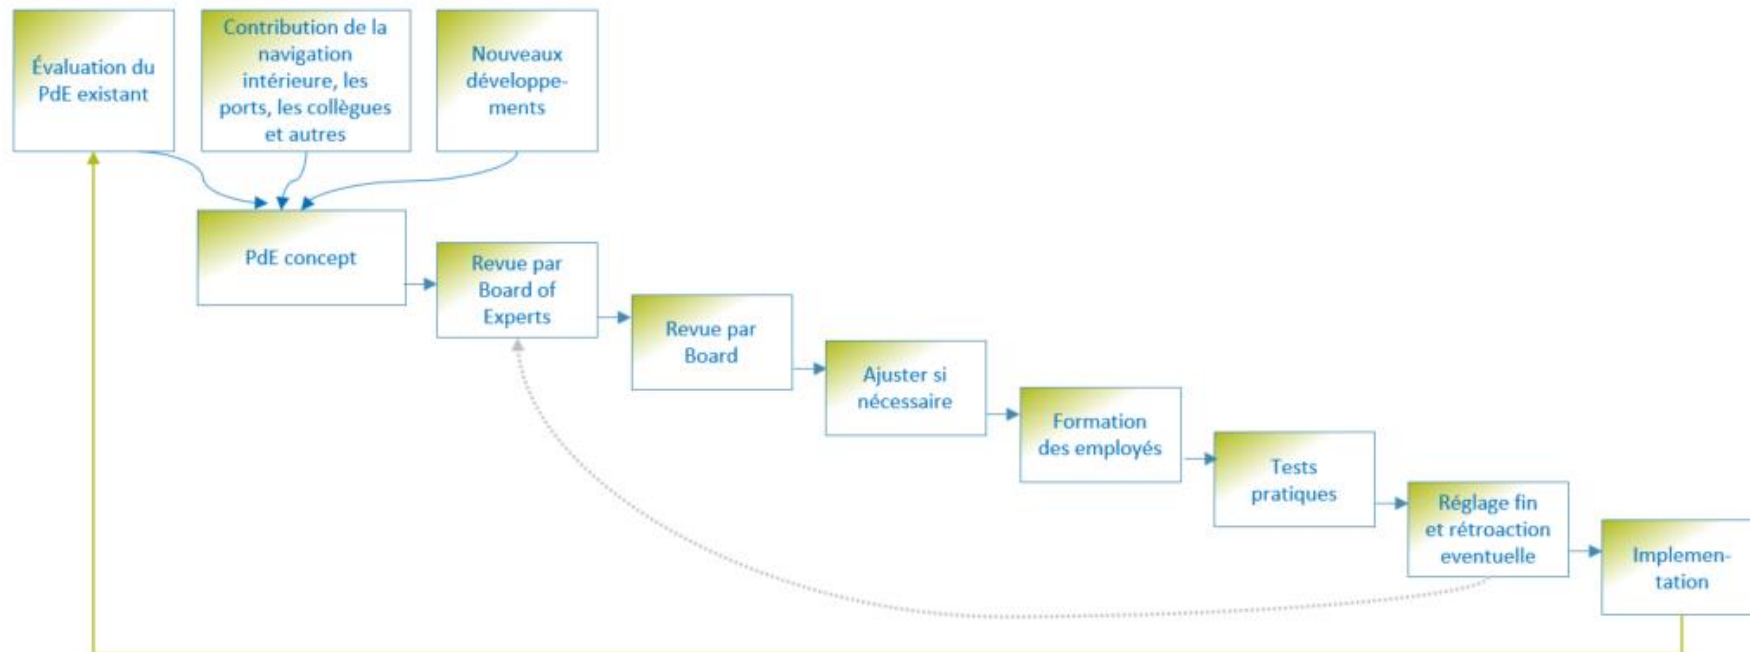 Évaluation du
PdE existant
Contribution de la
navigation
intérieure, les
ports, les collègues
et autres
Nouveaux
développe-
ments
PdE concept
Revue par
Board of
Experts
Revue par
Board
Ajuster si
nécessaire
Formation
des employés
Tests
pratiques
Réglage fin
et rétroaction
eventuelle
Implemen-
tation